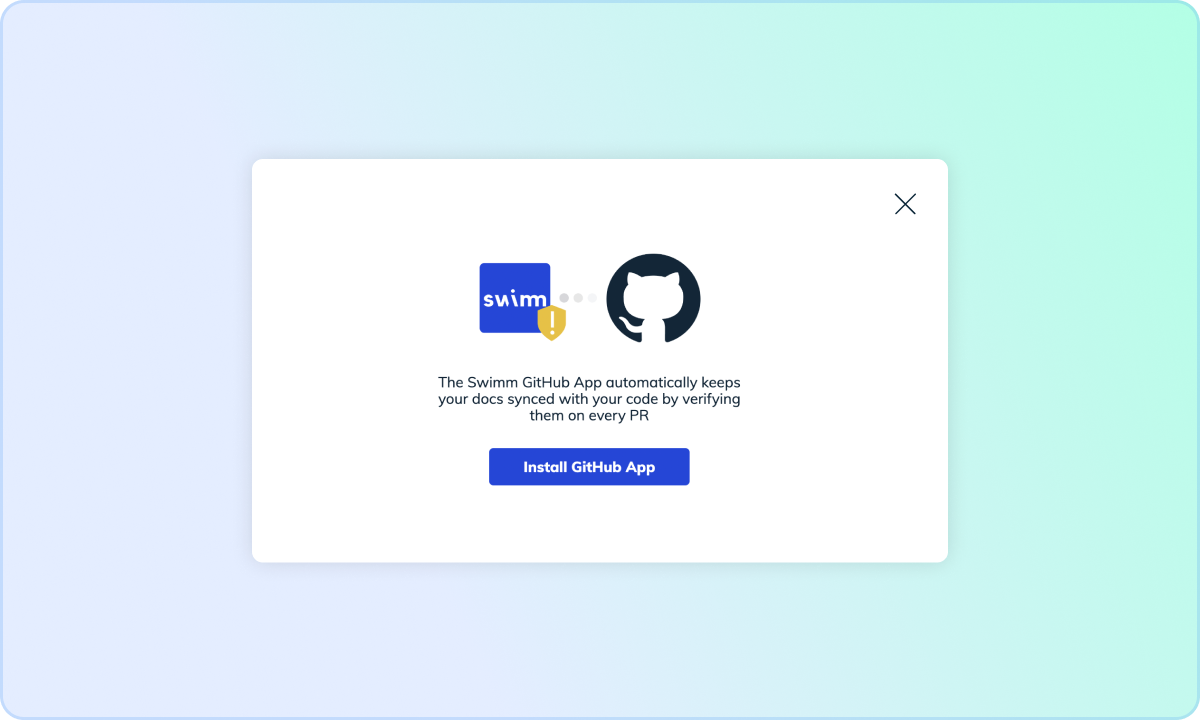 swimm
The Swimm GitHub App automatically keeps
your docs synced with your code by verifying
them on every PR
Install GitHub App